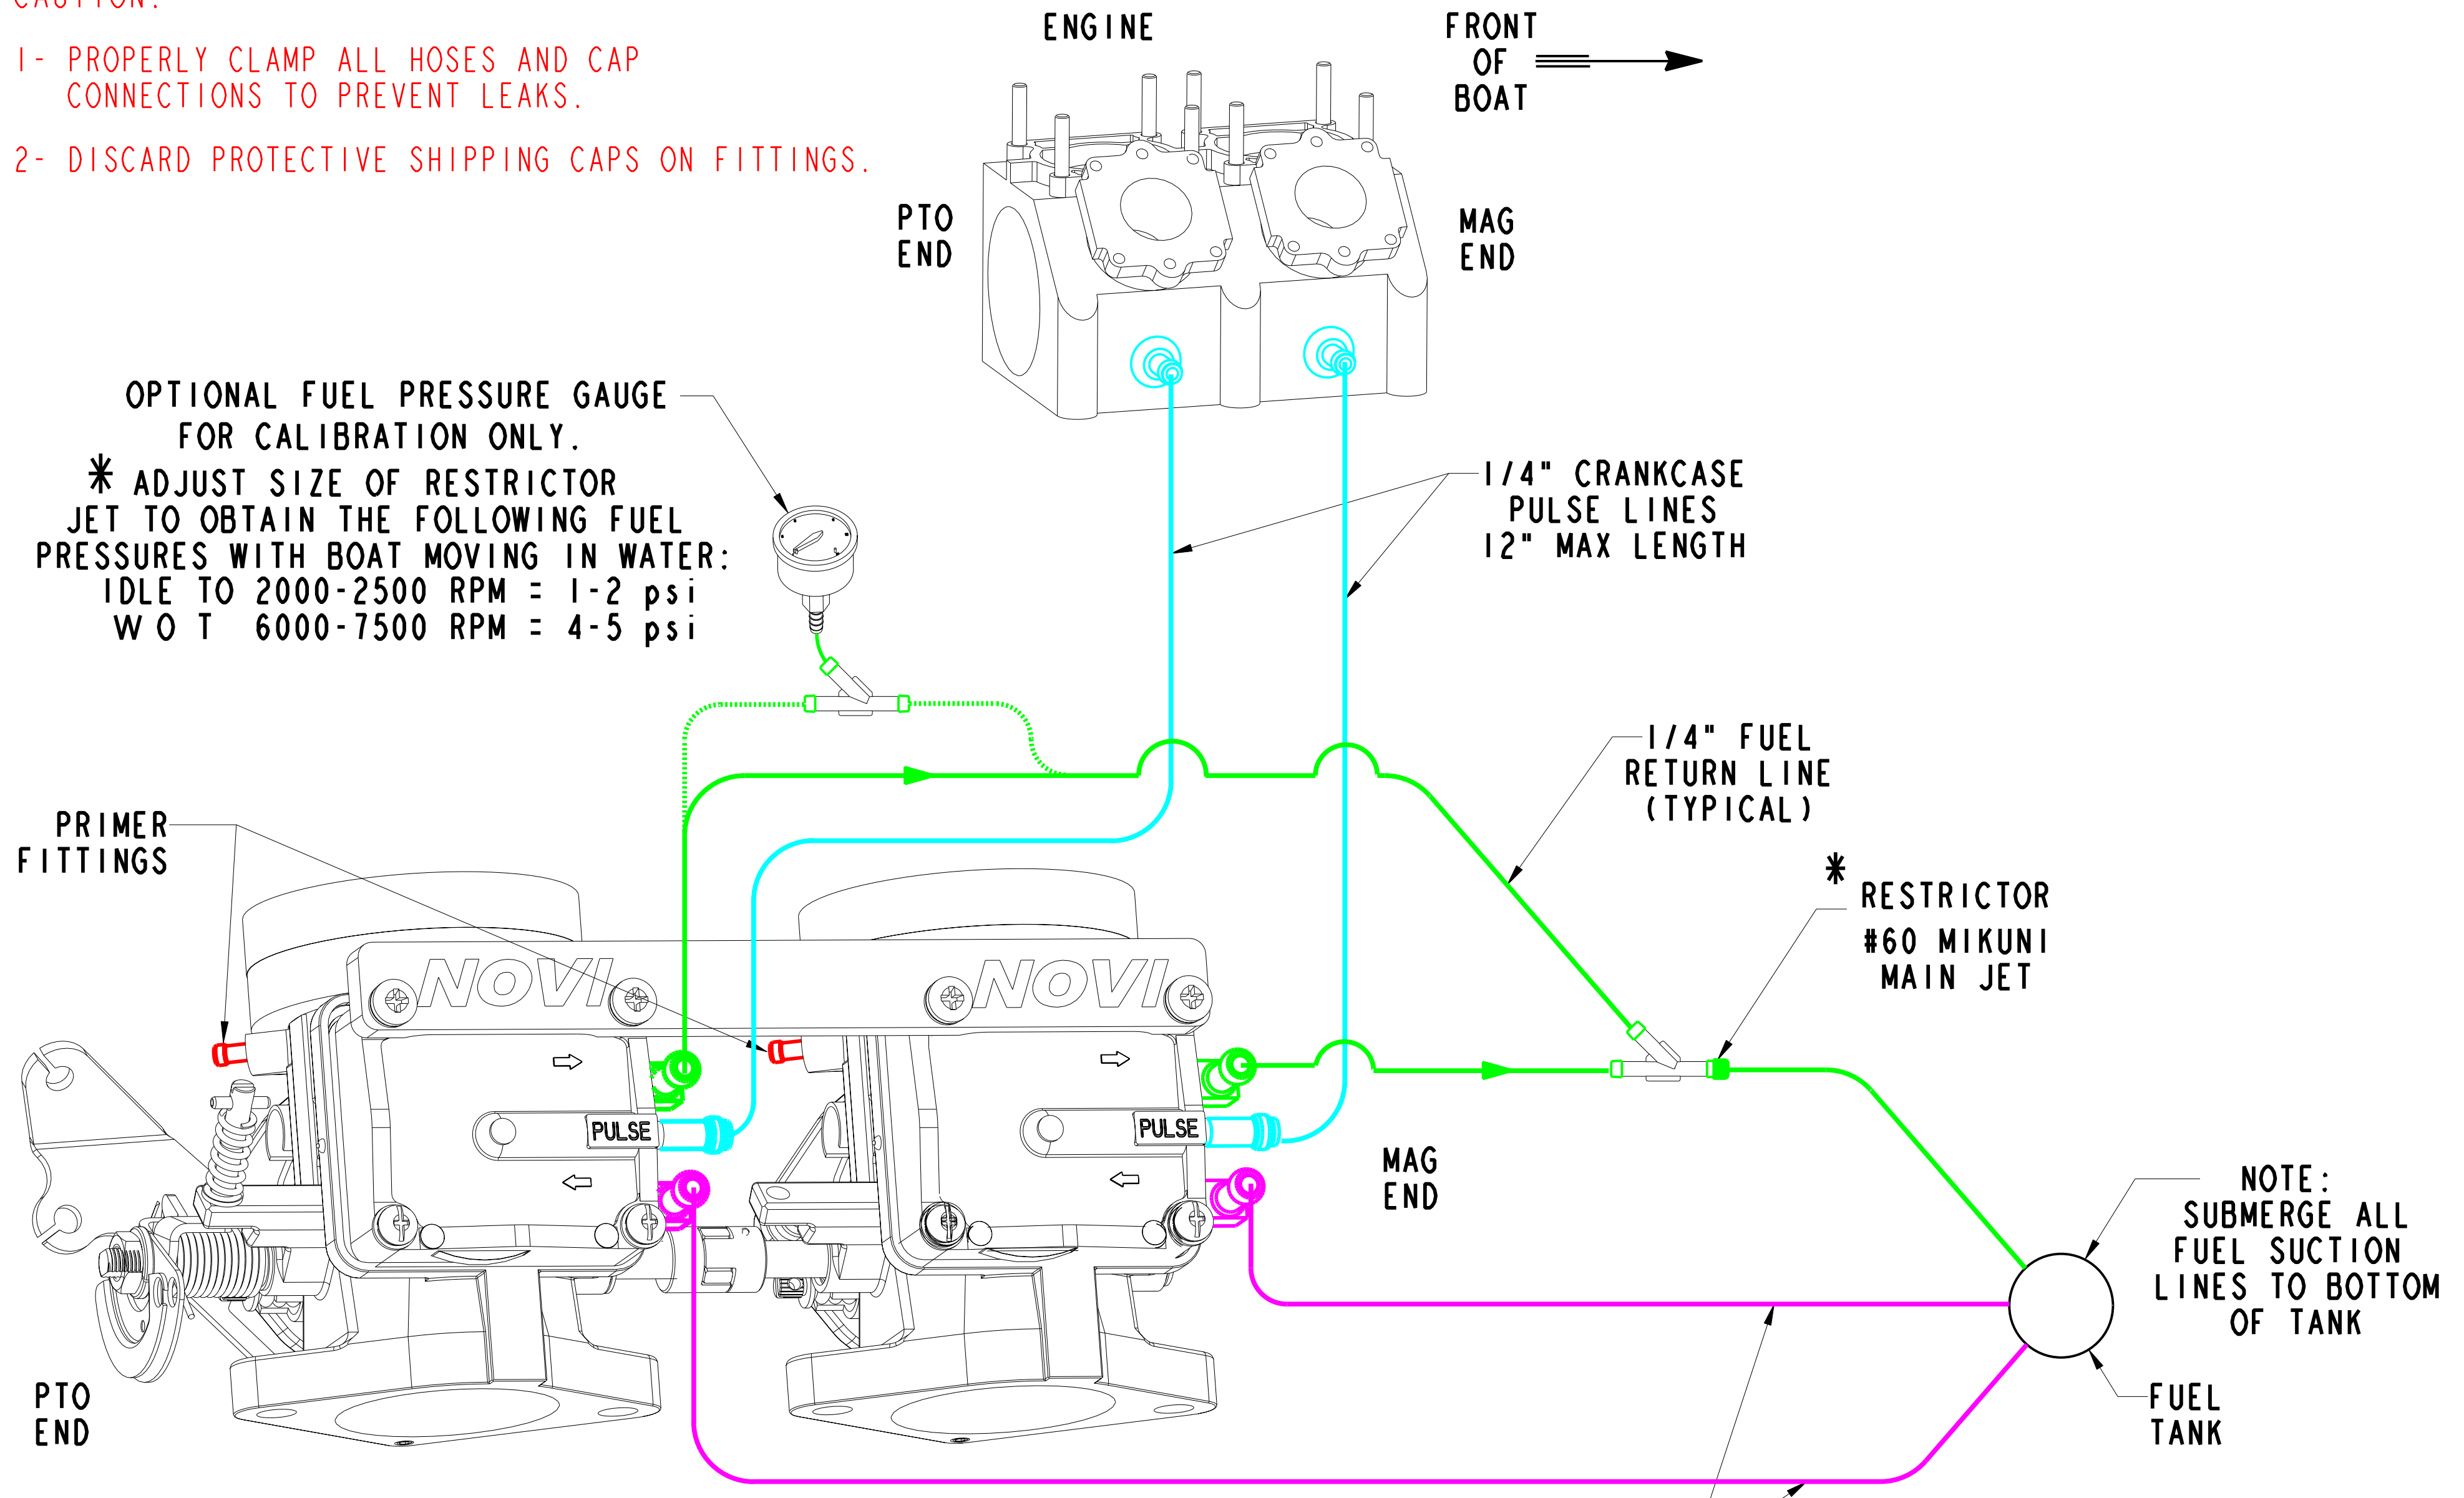 CAUTION:
1- PROPERLY CLAMP ALL HOSES AND CAP
CONNECTIONS TO PREVENT LEAKS.
2- DISCARD PROTECTIVE SHIPPING CAPS ON FITTINGS.
ENGINE
FRONT
OF
BOAT
PTO
END
MAG
END
OPTIONAL FUEL PRESSURE GAUGE
FOR CALIBRATION ONLY.
* ADJUST SIZE OF RESTRICTOR
JET TO OBTAIN THE FOLLOWING FUEL
PRESSURES WITH BOAT MOVING IN WATER:
IDLE TO 2000-2500 RPM = 1-2 psi
W O T 6000-7500 RPM = 4-5 psi
1/4" CRANKCASE
PULSE LINES
12" MAX LENGTH
1/4" FUEL
RETURN LINE
(TYPICAL)
PRIMER
FITTINGS
*
RESTRICTOR
#60 MIKUNI
MAIN JET
NOVI
NOVI
PULSE
PULSE
MAG
END
NOTE:
SUBMERGE ALL
FUEL SUCTION
LINES TO BOTTOM
OF TANK
PTO
END
FUEL
TANK